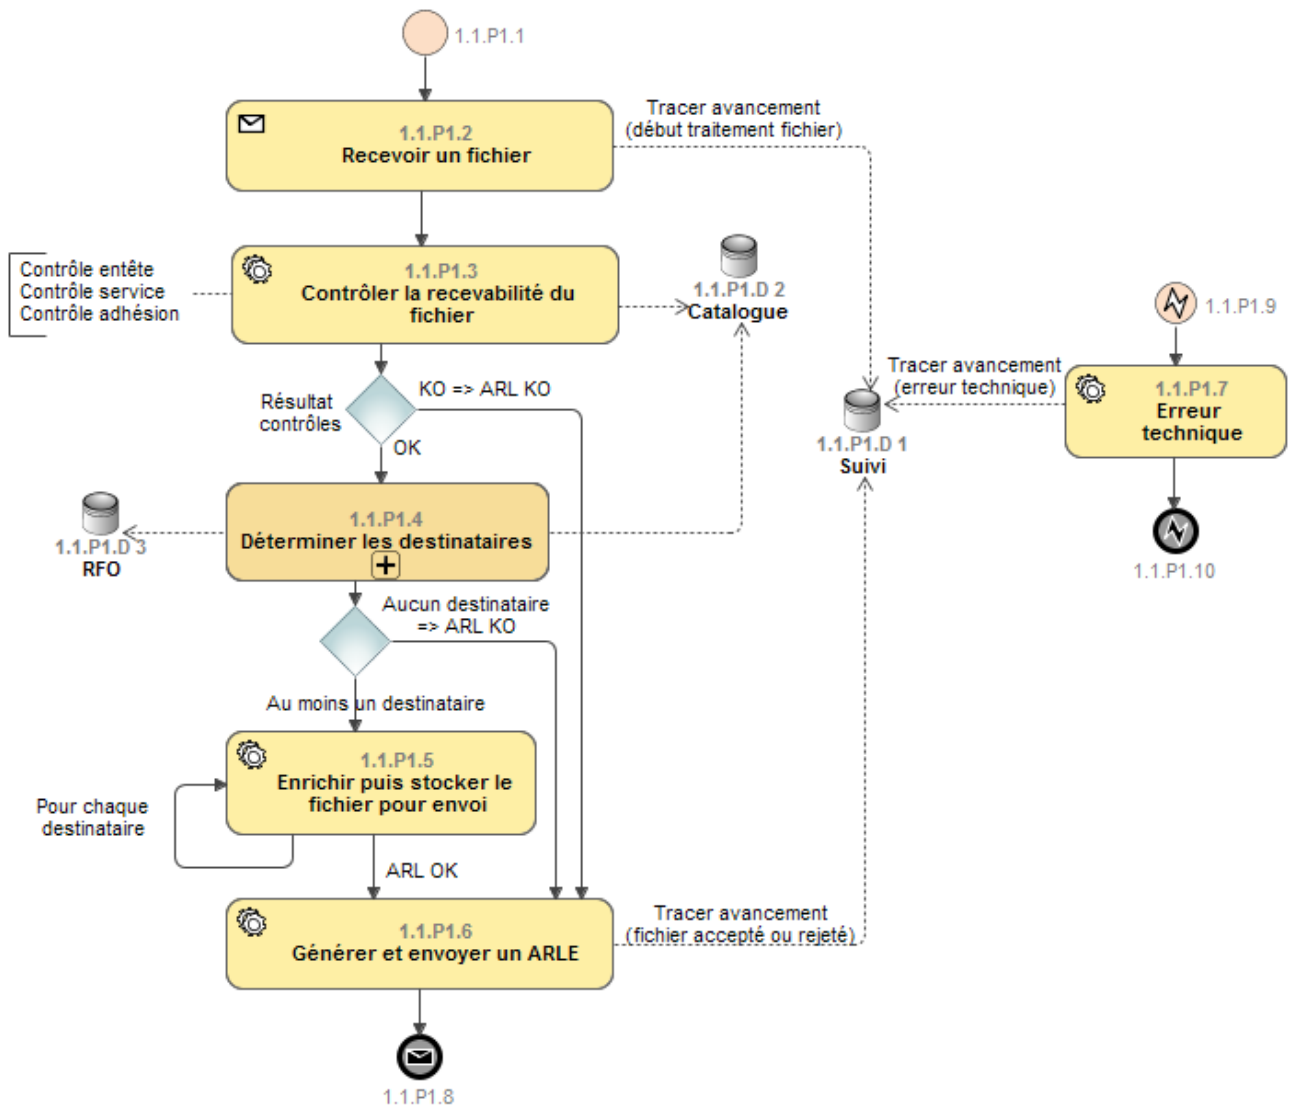 1.1.P1.1
Tracer avancement
(début traitement fichier)
1.1.P1.2
Recevoir un fichier
Contrôle entête
Contrôle service
Contrôle adhésion
1.1.P1.3
Contrôler la recevabilité du
fichier
1.1.P1.D 2
Catalogue
1.1.P1.9
Tracer avancement
(erreur technique)
1.1.P1.7
Erreur
technique
Résultat
contrôles
KO => ARL KO
OK
1.1.P1.D 1
Suivi
1.1.P1.4
Déterminer les destinataires
1.1.P1.D 3
RFO
1.1.P1.10
Aucun destinataire
=> ARL KO
Au moins un destinataire
1.1.P1.5
Enrichir puis stocker le
fichier pour envoi
Pour chaque
destinataire
ARL OK
1.1.P1.6
Générer et envoyer un ARLE
Tracer avancement
(fichier accepté ou rejeté)
1.1.P1.8